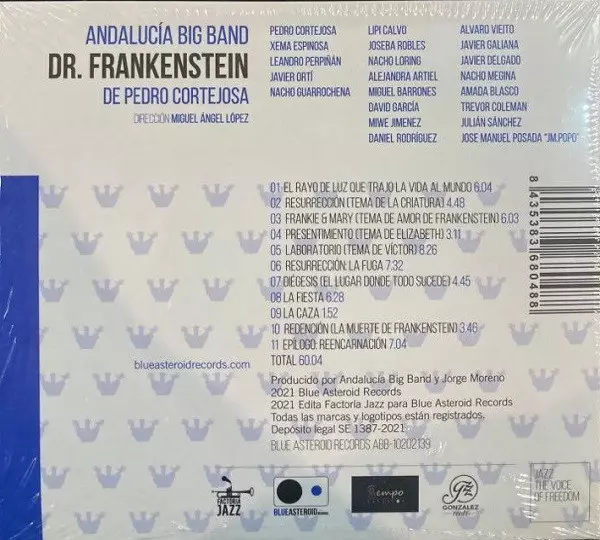 ANDALUCÍA BIG BAND
DR. FRANKENSTEIN
DE PEDRO CORTEJOSA
DIRECCIÓN MIGUEL ÁNGEL LÓPEZ
PEDRO CORTEJOSA
XEMA ESPINOSA
LEANDRO PERPIÑÁN
JAVIER ORTÍ
NACHO GUARROCHENA
LIPI CALVO
JOSEBA ROBLES
NACHO LORING
ALEJANDRA ARTIEL
MIGUEL BARRONES
DAVID GARCÍA
MIWE JIMENEZ
DANIEL RODRÍGUEZ
ALVARO VIEITO
JAVIER GALIANA
JAVIER DELGADO
NACHO MEGINA
AMADA BLASCO
TREVOR COLEMAN
JULIÁN SÁNCHEZ
JOSE MANUEL POSADA "JM.POPO"
01 EL RAYO DE LUZ QUE TRAJO LA VIDA AL MUNDO 6.04
02 RESURRECCIÓN (TEMA DE LA CRIATURA) 4.48
03 FRANKIE & MARY (TEMA DE AMOR DE FRANKENSTEIN) 6.03
04 PRESENTIMIENTO (TEMA DE ELIZABETH) 3.11
05 LABORATORIO (TEMA DE VÍCTOR) 8.26
06 RESURRECCIÓN: LA FUGA 7.32
07 DIÉGESIS (EL LUGAR DONDE TODO SUCEDE) 4.45
08 LA FIESTA 6.28
09 LA CAZA 1.52
10 REDENCIÓN (LA MUERTE DE FRANKENSTEIN) 3.46
11 EPÍLOGO: REENCARNACIÓN 7.04
TOTAL 60.04
8 435383 680488
blueasteroidrecords.com
Producido por Andalucía Big Band y Jorge Moreno
2021 Blue Asteroid Records
2021 Edita Factoría Jazz para Blue Asteroid Records
Todas las marcas y logotipos están registrados.
Depósito legal SE 1387-2021
BLUE ASTEROID RECORDS ABB-10202139
FACTORÍA
JAZZ
BLUEASTEROID
Tempo
GZ
GONZALEZ
JAZZ
THE VOICE
OF FREEDOM